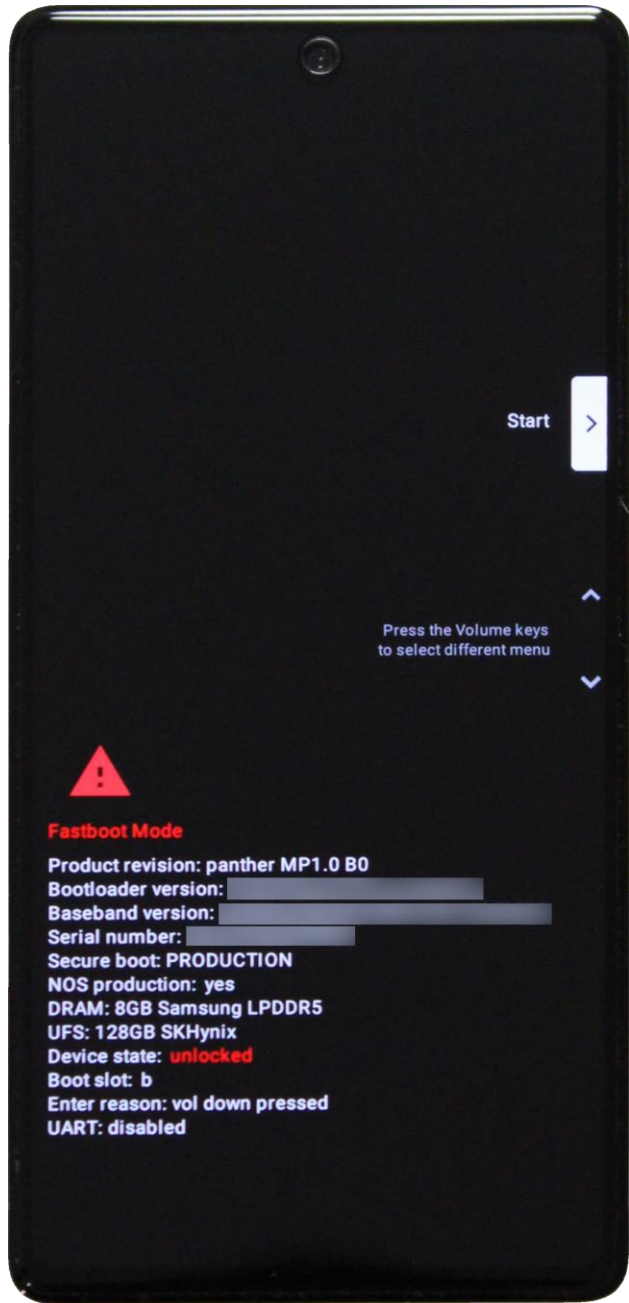 Start
Press the Volume keys
to select different menu
Fastboot Mode
Product revision: panther MP1.0 B0
Bootloader version:
Baseband version:
Serial number:
Secure boot: PRODUCTION
NOS production: yes
DRAM: 8GB Samsung LPDDR5
UFS: 128GB SKHynix
Device state: unlocked
Boot slot: b
Enter reason: vol down pressed
UART: disabled